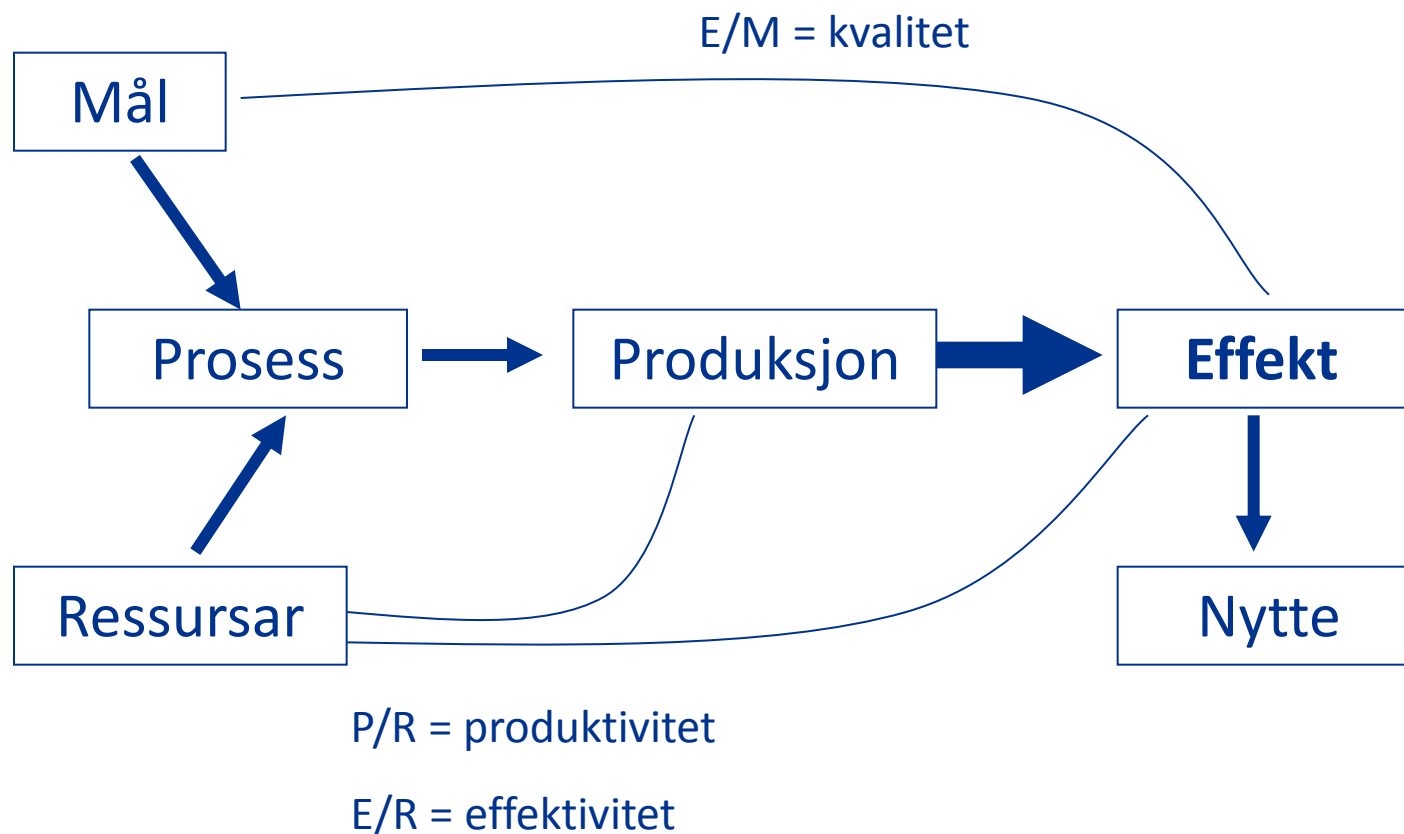 E/M = kvalitet
Mål
Prosess
Produksjon
Effekt
Ressursar
Nytte
P/R = produktivitet
E/R = effektivitet